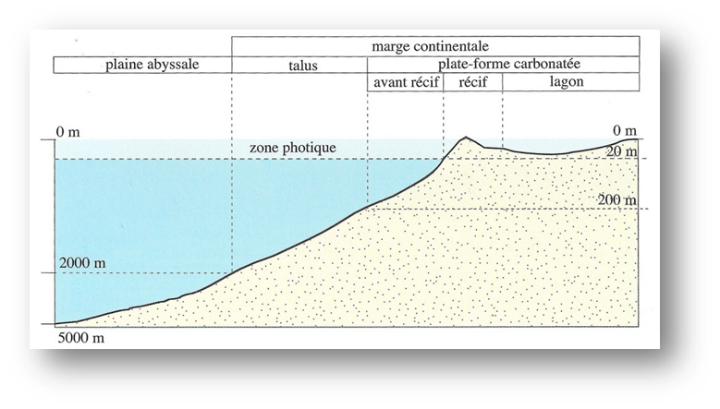 marge continentale
plaine abyssale talus plate-forme carbonatée
avant récif récif lagon
0 m 0 m
zone photique 20 m
200 m
2000 m
5000 m